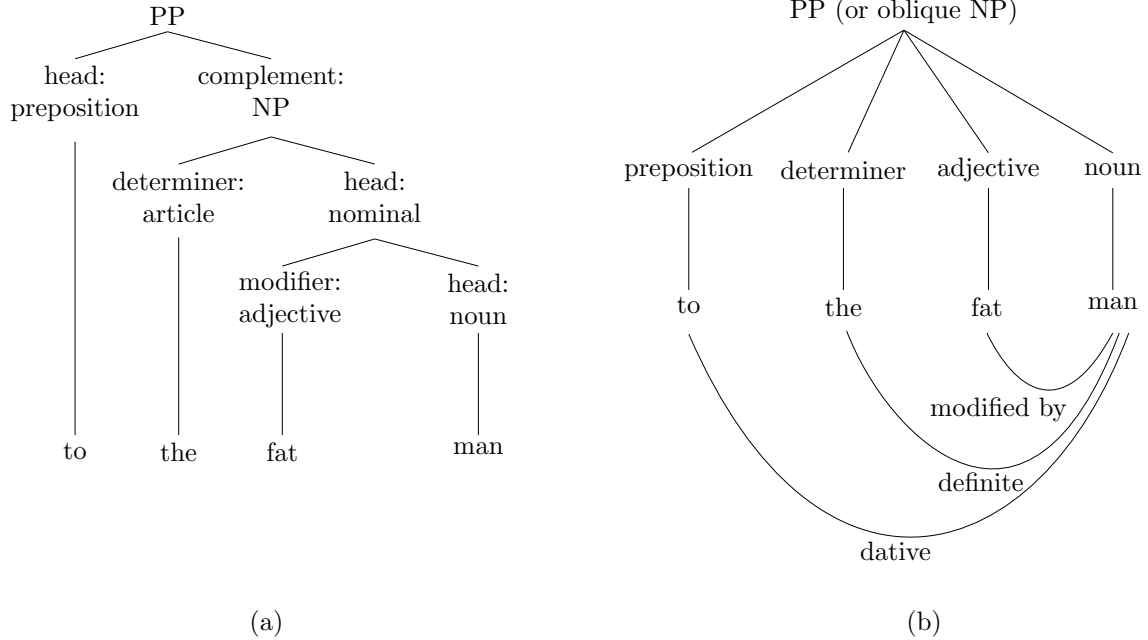 PP
head:
preposition
complement:
NP
determiner:
article
head:
nominal
modifier:
adjective
head:
noun
to
the
fat
man
(a)
PP (or oblique NP)
preposition
determiner
adjective
noun
to
the
fat
man
modified by
definite
dative
(b)